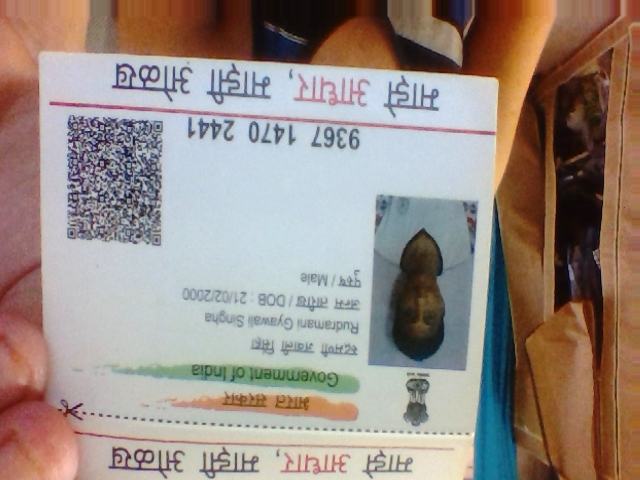 माझे आधार, माझी ओळख
भारत सरकार
Government of India
रुद्रमणी ज्ञवाली सिंहा
Rudramani Gyawali Singha
जन्म तारीख / DOB : 21/02/2000
पुरुष / Male
9367 1470 2441
माझे आधार, माझी ओळख